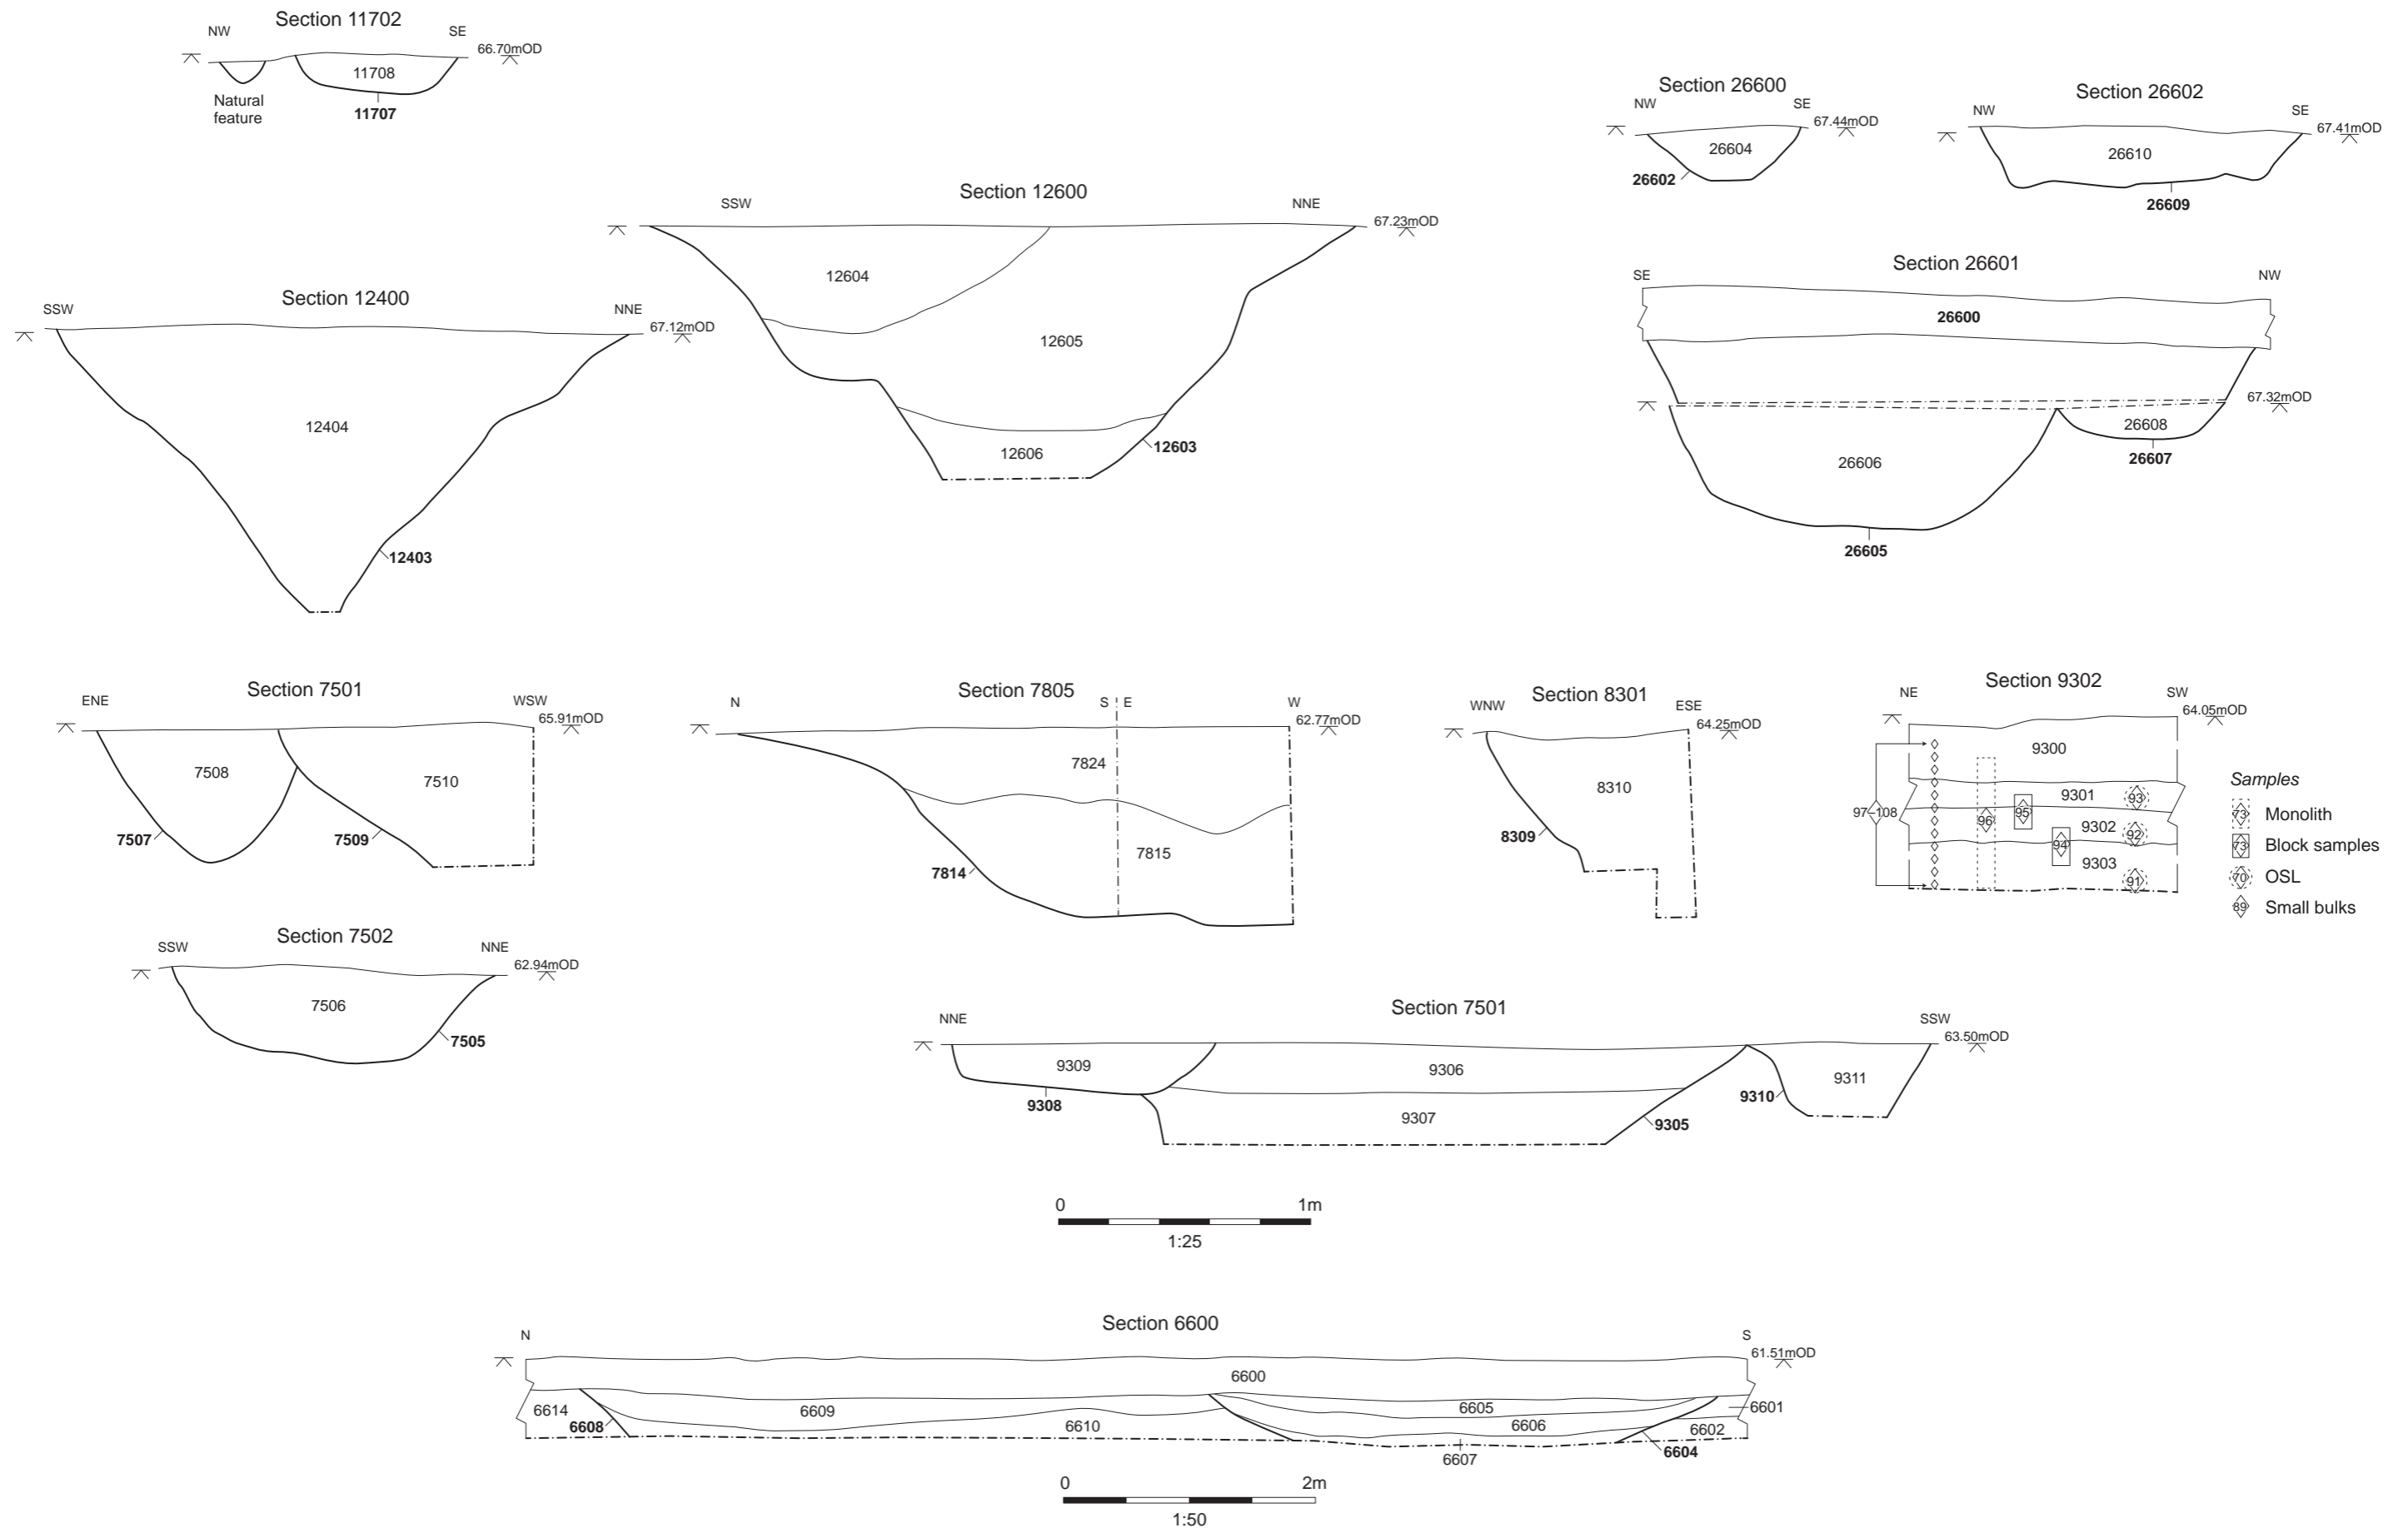 Section 11702
NW
SE
66.70mOD
11708
Natural
feature
11707
Section 26600
NW
SE
67.44mOD
26604
26602
Section 26602
NW
SE
67.41mOD
26610
26609
Section 12600
SSW
NNE
67.23mOD
12604
12605
12606
12603
Section 12400
SSW
NNE
67.12mOD
12404
12403
Section 26601
SE
NW
26600
67.32mOD
26608
26607
26606
26605
Section 7501
ENE
WSW
65.91mOD
7508
7510
7507
7509
Section 7805
N
S
E
W
62.77mOD
7824
7815
7814
Section 8301
WNW
ESE
64.25mOD
8310
8309
Section 9302
NE
SW
64.05mOD
9300
9301
93
97–108
96
95
9302
92
94
9303
91
Samples
73 Monolith
73 Block samples
70 OSL
89 Small bulks
Section 7502
SSW
NNE
62.94mOD
7506
7505
Section 7501
NNE
SSW
63.50mOD
9309
9306
9311
9308
9310
9307
9305
0
1m
1:25
Section 6600
N
S
61.51mOD
6600
6614
6608
6609
6610
6605
6606
6601
6602
6607
6604
0
2m
1:50